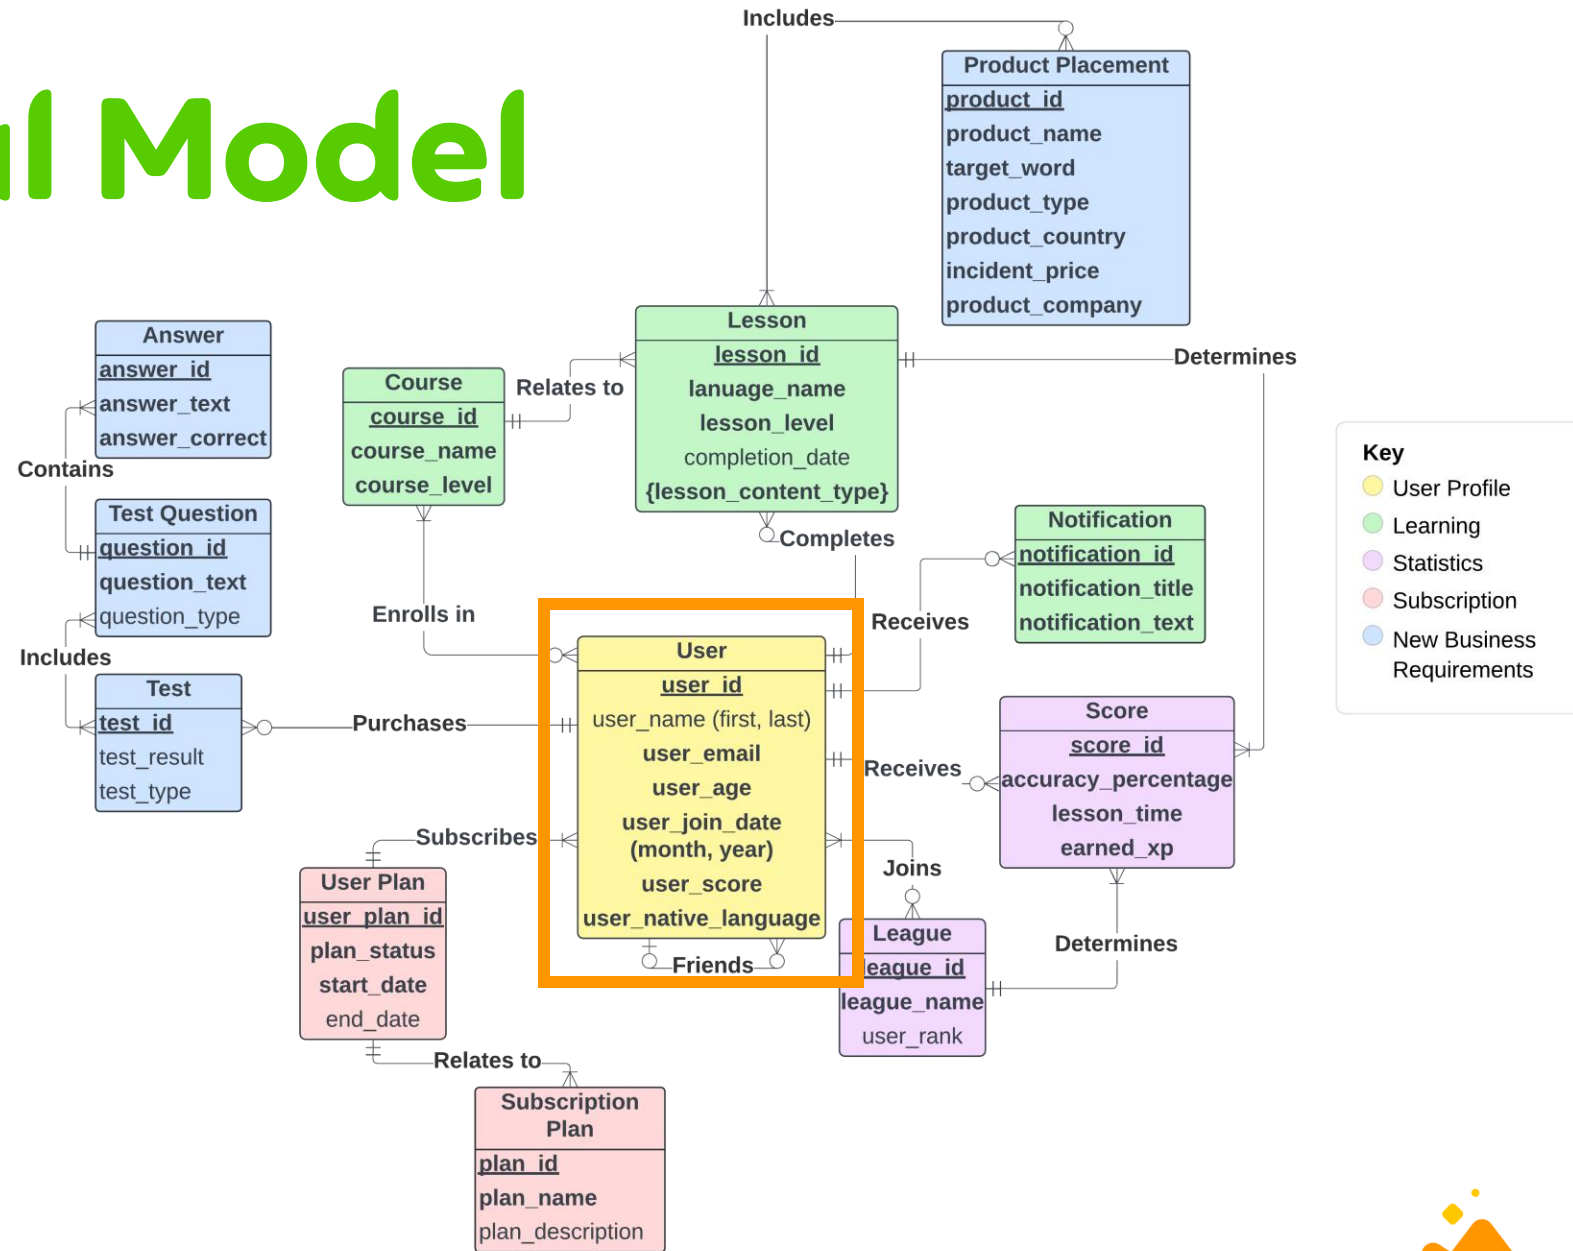 al Model
Includes
Product Placement
product_id
product_name
target_word
product_type
product_country
incident_price
product_company
Answer
answer_id
answer_text
answer_correct
Contains
Test Question
question_id
question_text
question_type
Includes
Test
test_id
test_result
test_type
Course
course_id
course_name
course_level
Relates to
Lesson
lesson_id
lanuage_name
lesson_level
completion_date
{lesson_content_type}
Determines
Completes
Enrolls in
Notification
notification_id
notification_title
notification_text
Receives
Key
User Profile
Learning
Statistics
Subscription
New Business
Requirements
User
user_id
user_name (first, last)
user_email
user_age
user_join_date
(month, year)
user_score
user_native_language
Purchases
Receives
Score
score_id
accuracy_percentage
lesson_time
earned_xp
Subscribes
Joins
Friends
User Plan
user_plan_id
plan_status
start_date
end_date
League
league_id
league_name
user_rank
Determines
Relates to
Subscription
Plan
plan_id
plan_name
plan_description